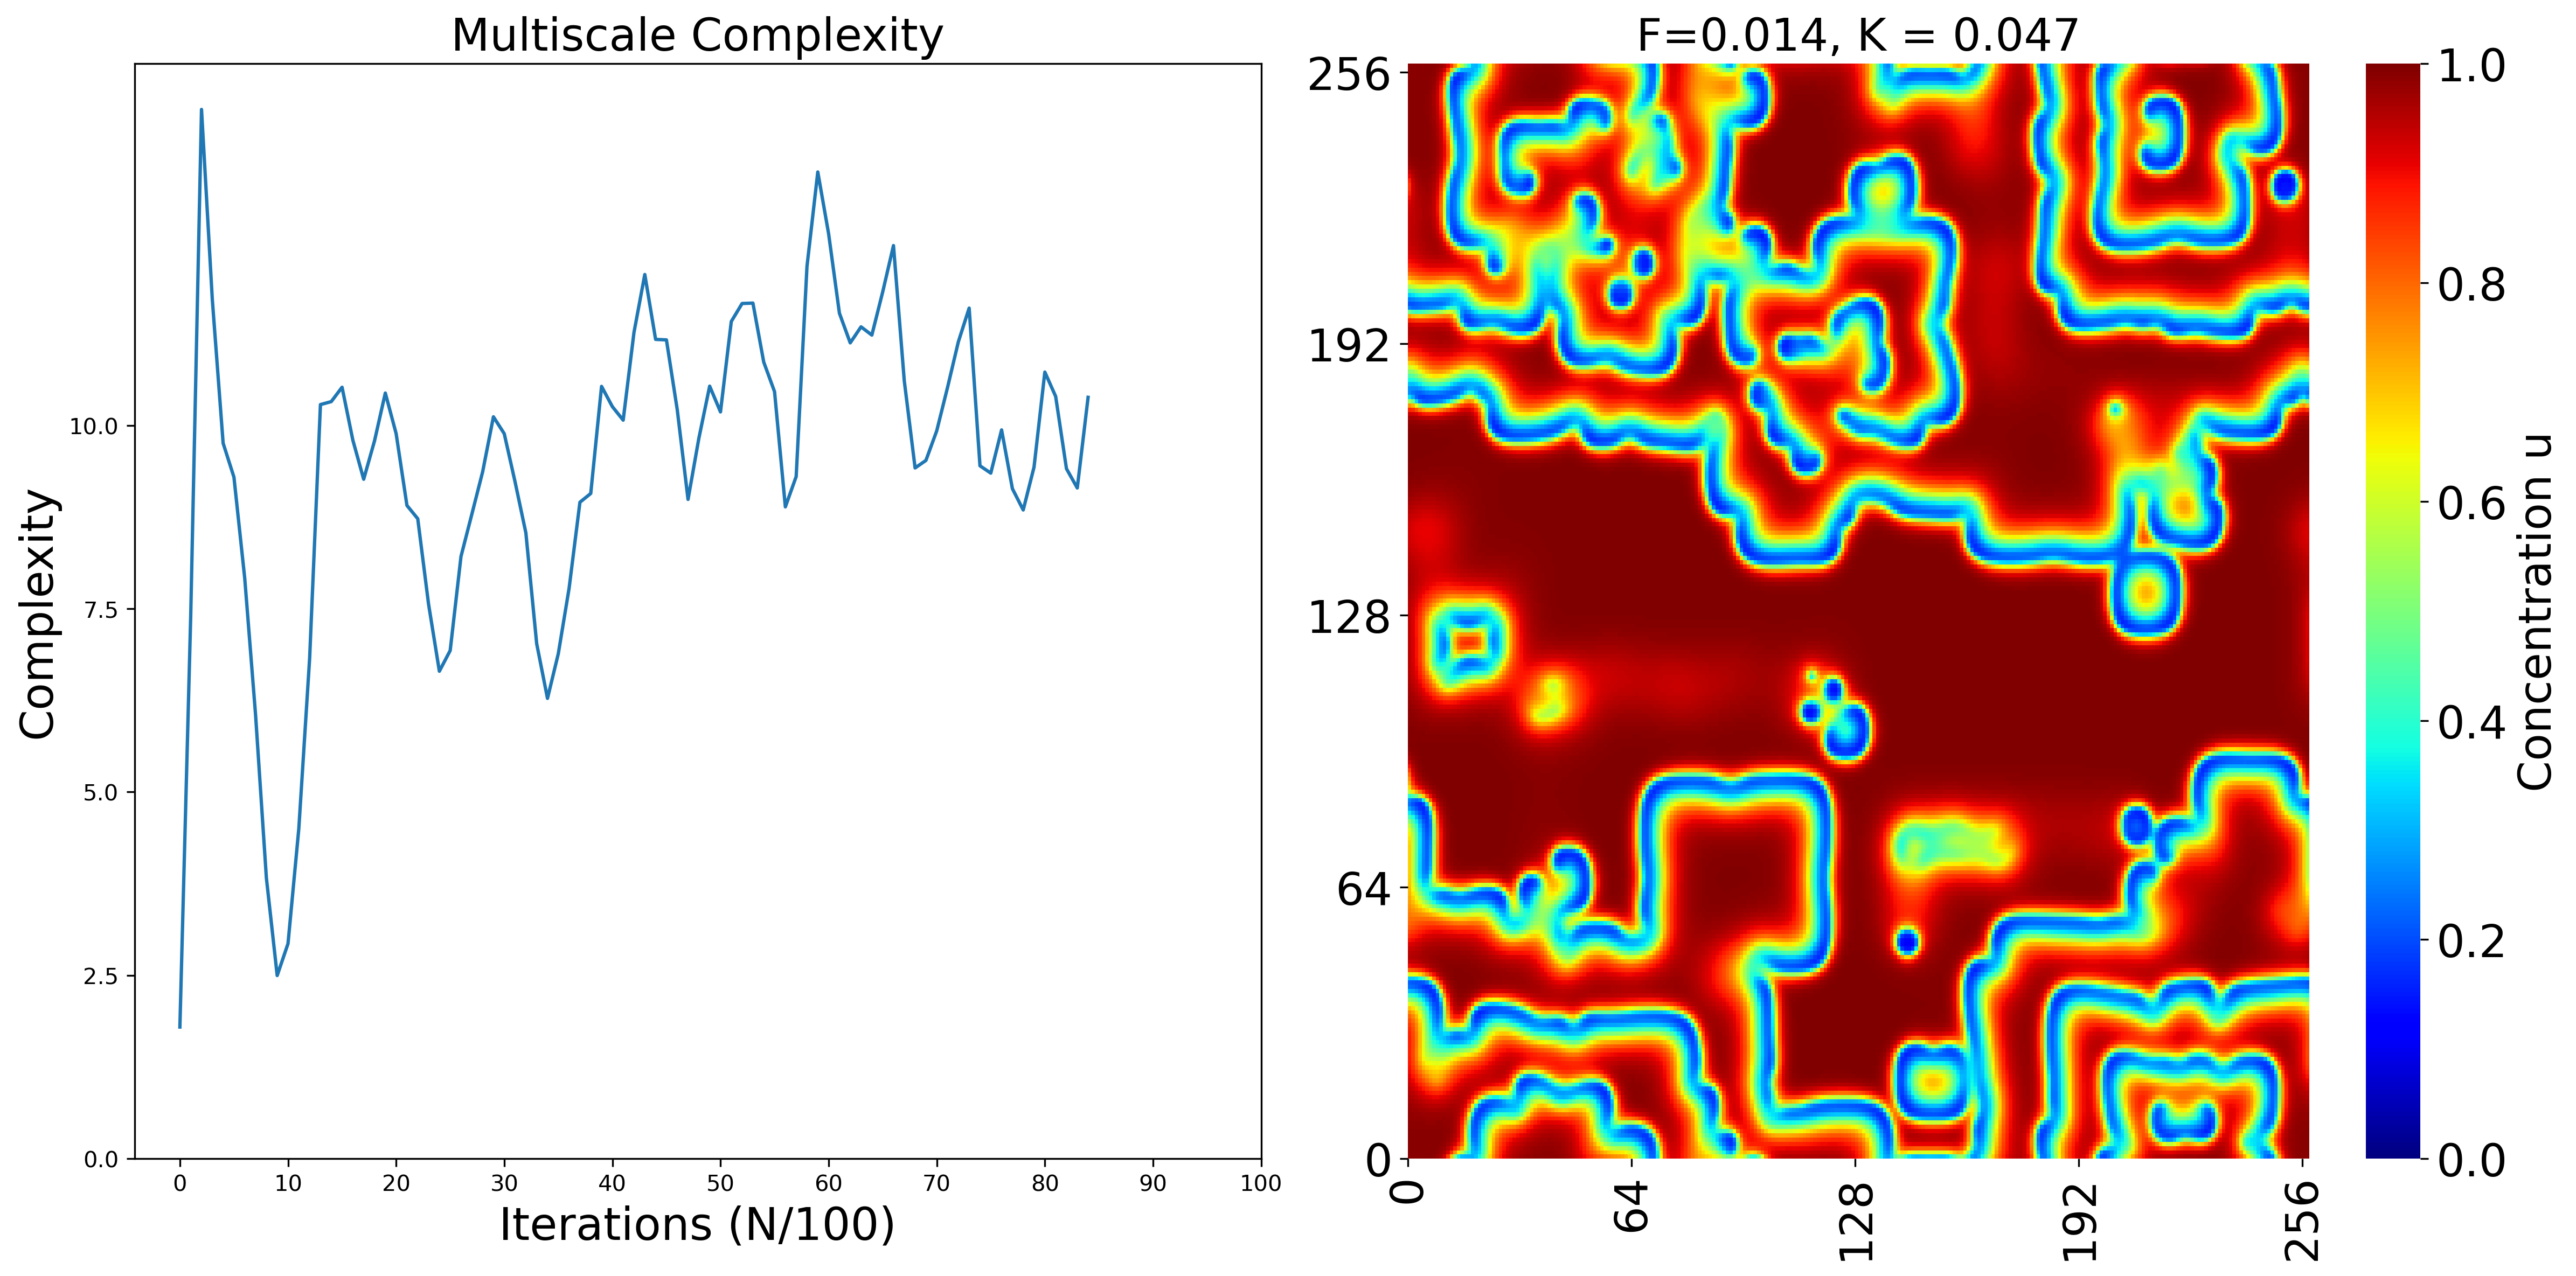 Multiscale Complexity
10.0
7.5
5.0
2.5
0.0
Complexity
0 10 20 30 40 50 60 70 80 90 100
Iterations (N/100)
F=0.014, K = 0.047
256
192
128
64
0
0 64 128 192 256
1.0
0.8
0.6
0.4
0.2
0.0
Concentration u